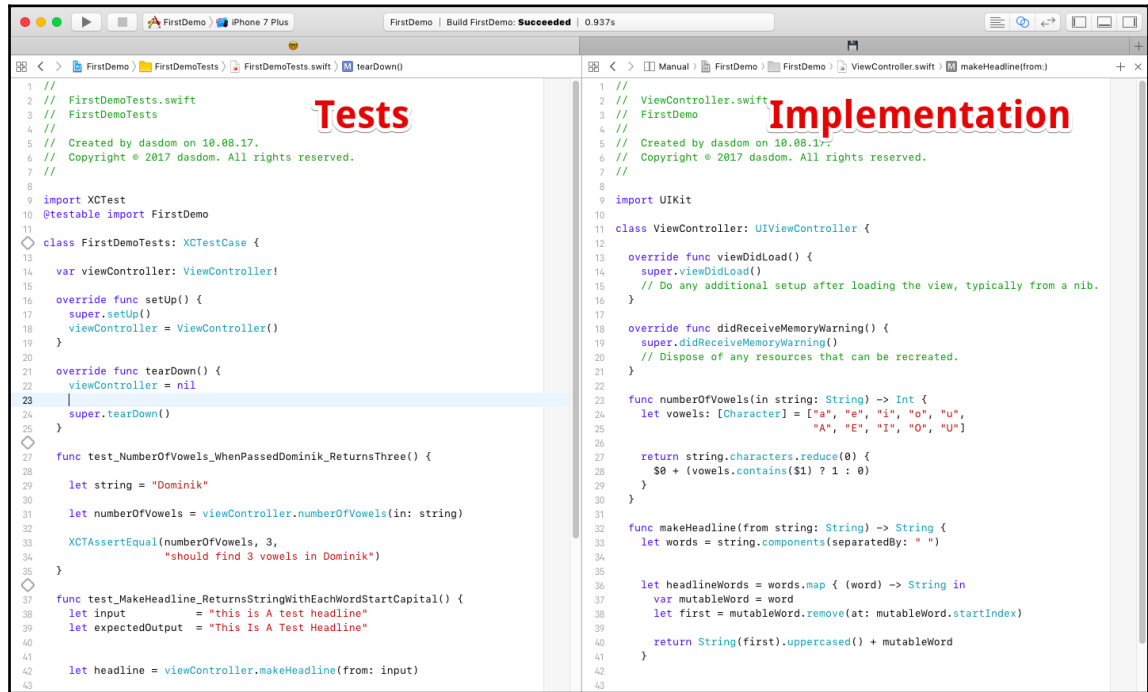 FirstDemo iPhone 7 Plus
FirstDemo | Build FirstDemo: Succeeded | 0.937s
FirstDemo FirstDemoTests FirstDemoTests.swift M tearDown()
1 //
2 // FirstDemoTests.swift
3 // FirstDemoTests
4 //
5 // Created by dasdom on 10.08.17.
6 // Copyright © 2017 dasdom. All rights reserved.
7 //
8
9 import XCTest
10 @testable import FirstDemo
11
class FirstDemoTests: XCTestCase {
13
14 var viewController: ViewController!
15
16 override func setUp() {
17 super.setUp()
18 viewController = ViewController()
19 }
20
21 override func tearDown() {
22 viewController = nil
23
24 super.tearDown()
25 }
27 func test_NumberOfVowels_WhenPassedDominik_ReturnsThree() {
28
29 let string = "Dominik"
30
31 let numberOfVowels = viewController.numberOfVowels(in: string)
32
33 XCTAssertEqual(numberOfVowels, 3,
34 "should find 3 vowels in Dominik")
35 }
37 func test_MakeHeadline_ReturnsStringWithEachWordStartCapital() {
38 let input = "this is A test headline"
39 let expectedOutput = "This Is A Test Headline"
40
41
42 let headline = viewController.makeHeadline(from: input)
43
Tests
Manual FirstDemo FirstDemo ViewController.swift M makeHeadline(from:)
1 //
2 // ViewController.swift
3 // FirstDemo
4 //
5 // Created by dasdom on 10.08.17.
6 // Copyright © 2017 dasdom. All rights reserved.
7 //
8
9 import UIKit
10
11 class ViewController: UIViewController {
12
13 override func viewDidLoad() {
14 super.viewDidLoad()
15 // Do any additional setup after loading the view, typically from a nib.
16 }
17
18 override func didReceiveMemoryWarning() {
19 super.didReceiveMemoryWarning()
20 // Dispose of any resources that can be recreated.
21 }
22
23 func numberOfVowels(in string: String) -> Int {
24 let vowels: [Character] = ["a", "e", "i", "o", "u",
25 "A", "E", "I", "O", "U"]
26
27 return string.characters.reduce(0) {
28 $0 + (vowels.contains($1) ? 1 : 0)
29 }
30 }
31
32 func makeHeadline(from string: String) -> String {
33 let words = string.components(separatedBy: " ")
34
35
36 let headlineWords = words.map { (word) -> String in
37 var mutableWord = word
38 let first = mutableWord.remove(at: mutableWord.startIndex)
39
40 return String(first).uppercased() + mutableWord
41 }
42
43
Implementation